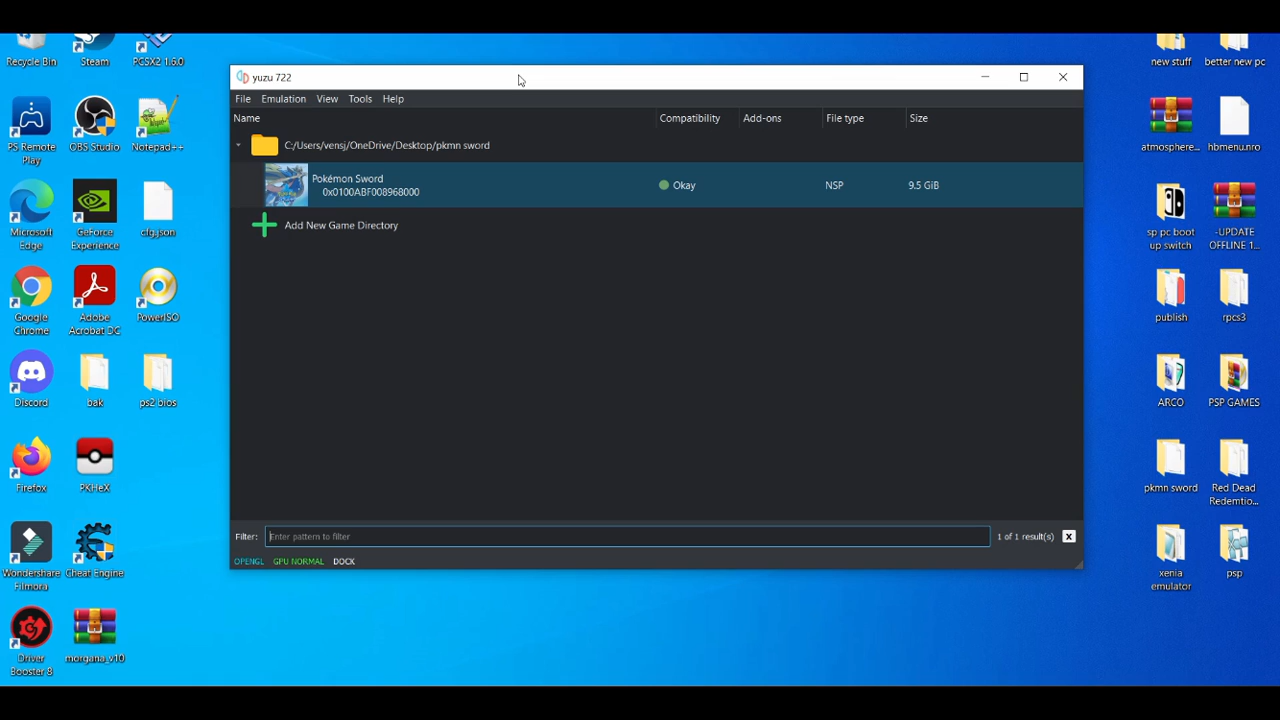 Recycle Bin
Steam
PCSX2 1.6.0
PS Remote
Play
OBS Studio
Notepad++
Microsoft
Edge
GeForce
Experience
cfg.json
Google
Chrome
Adobe
Acrobat DC
PowerISO
Discord
bak
ps2 bios
Firefox
PKHeX
Wondershare
Filmora
Cheat Engine
Driver
Booster 8
morgana_v10
yuzu 722
File Emulation View Tools Help
Name Compatibility Add-ons File type Size
C:/Users/vensj/OneDrive/Desktop/pkmn sword
Pokémon Sword
0x0100ABF008968000
Okay NSP 9.5 GiB
Add New Game Directory
Filter: Enter pattern to filter 1 of 1 result(s) X
OPENGL GPU NORMAL DOCK
new stuff
better new pc
atmosphere...
hbmenu.nro
sp pc boot
up switch
-UPDATE
OFFLINE 1...
publish
rpcs3
ARCO
PSP GAMES
pkmn sword
Red Dead
Redemtio...
xenia
emulator
psp